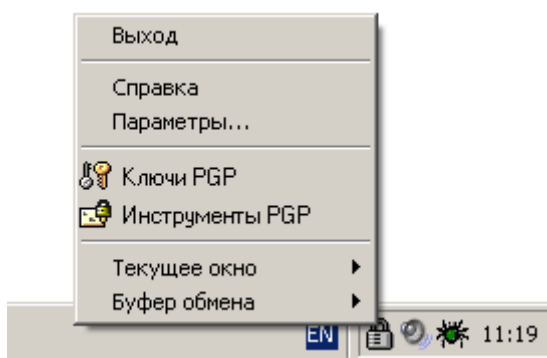 Выход
Справка
Параметры...
Ключи PGP
Инструменты PGP
Текущее окно
Буфер обмена
EN 11:19